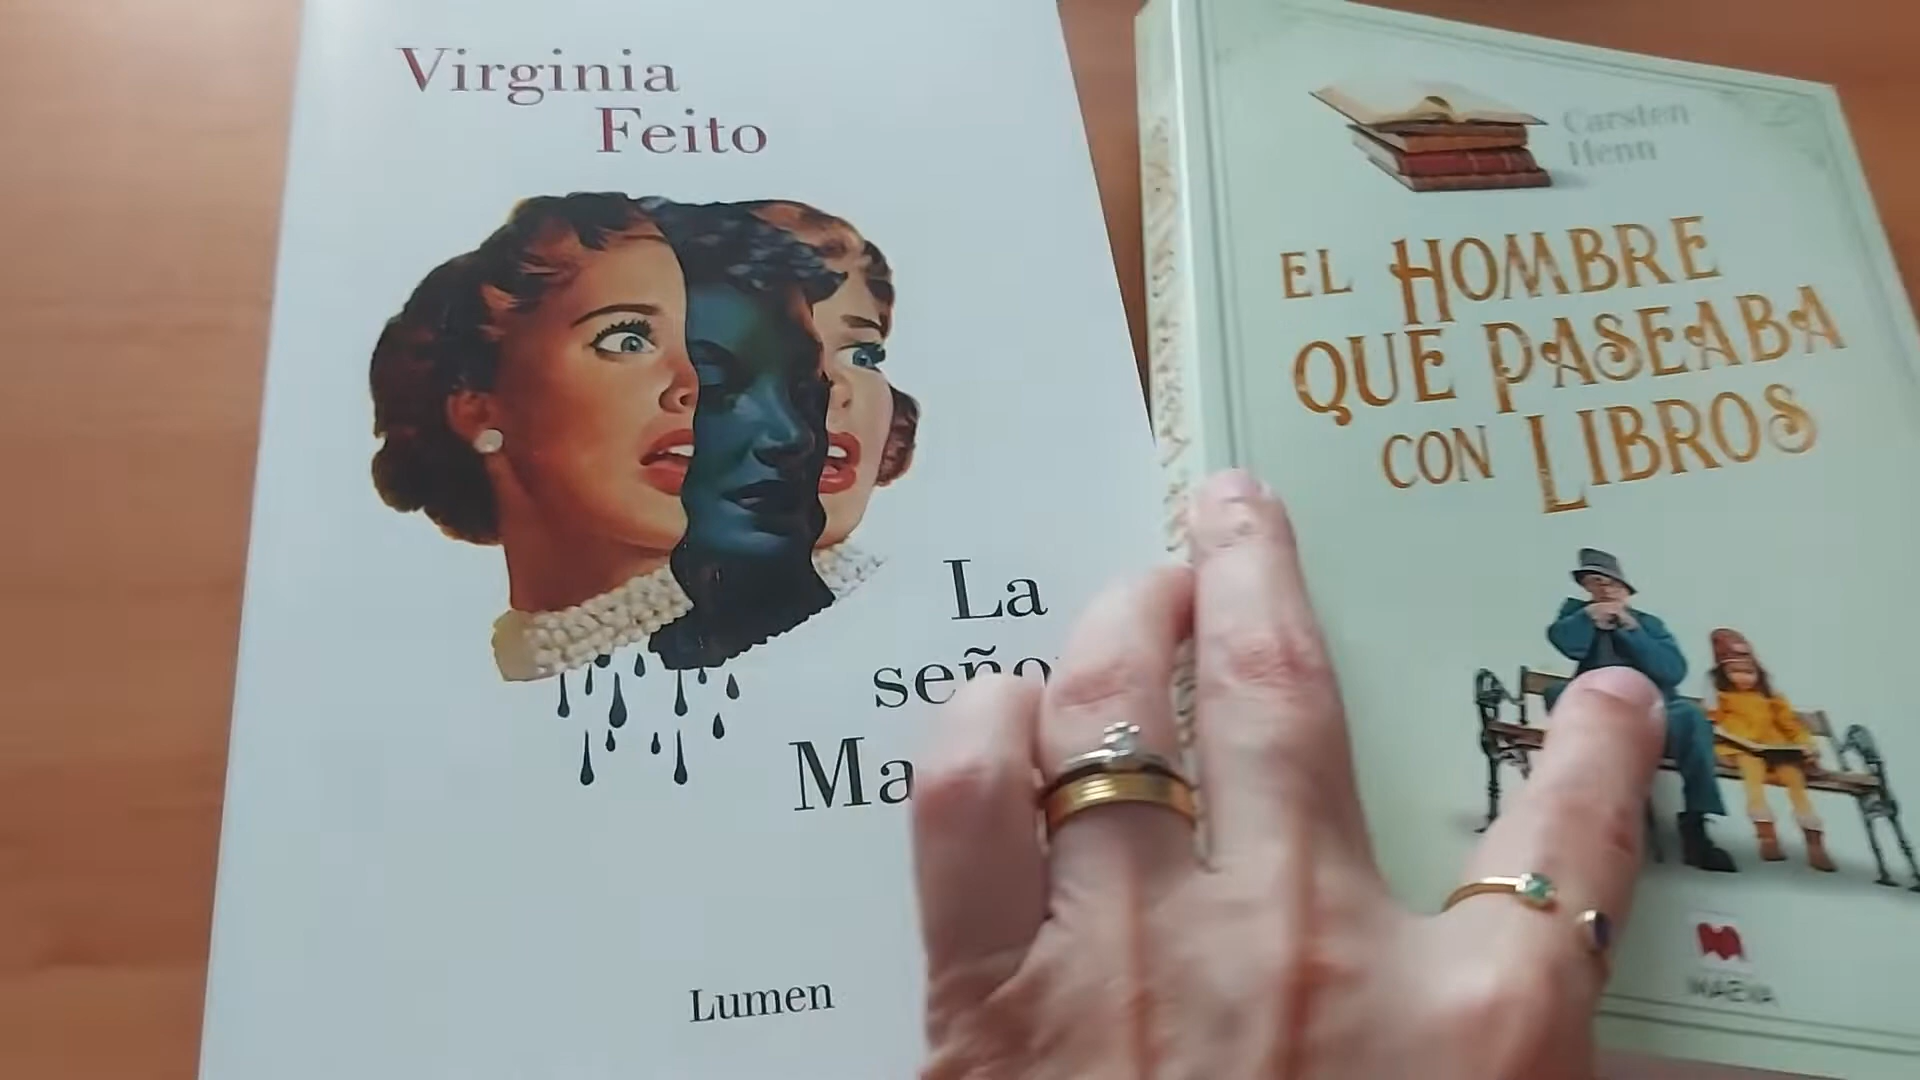 Virginia
Feito
La
seño
Ma
Lumen
Carsten
Henn
EL HOMBRE
QUE PASEABA
CON LIBROS
MAEVA